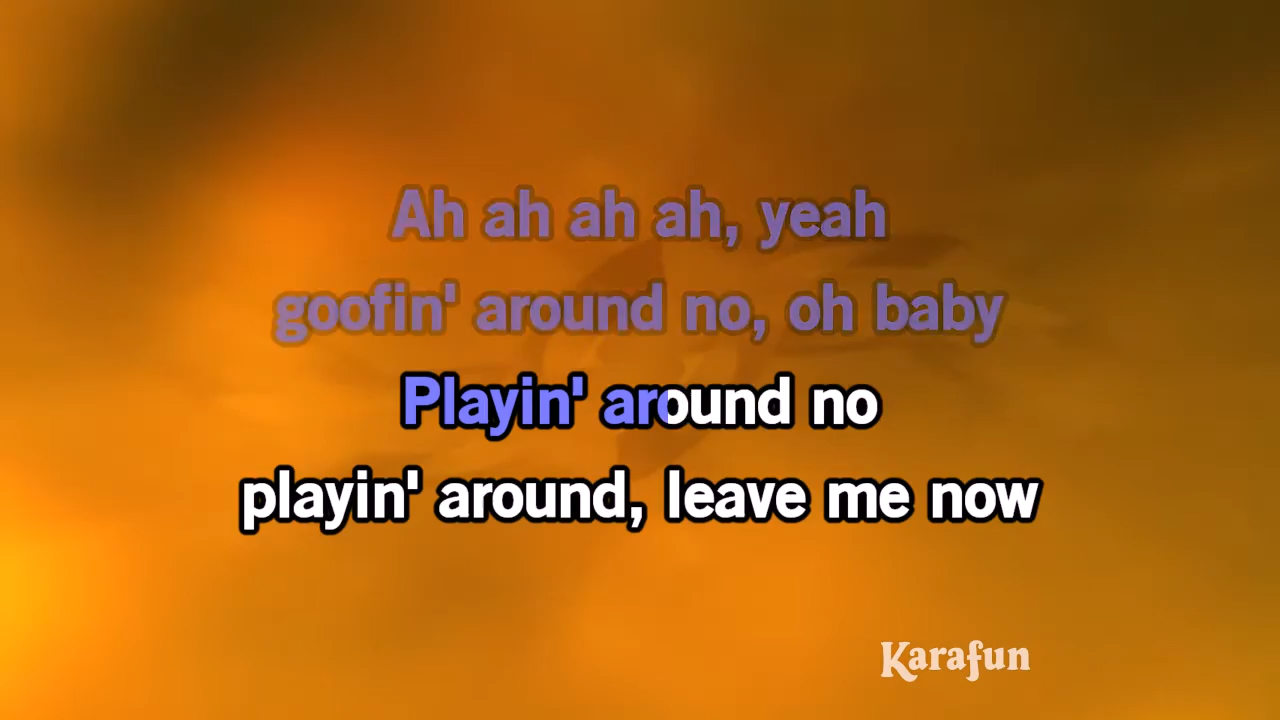 Ah ah ah ah, yeah
goofin' around no, oh baby
Playin' around no
playin' around, leave me now
Karafun